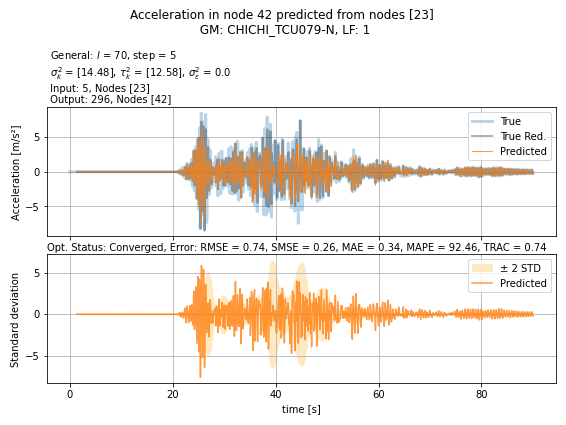 Acceleration in node 42 predicted from nodes [23]
GM: CHICHI_TCU079-N, LF: 1
General: l = 70, step = 5
σ²ₖ = [14.48], τ²ₖ = [12.58], σ²ε = 0.0
Input: 5, Nodes [23]
Output: 296, Nodes [42]
Acceleration [m/s²]
5
0
−5
True
True Red.
Predicted
Opt. Status: Converged, Error: RMSE = 0.74, SMSE = 0.26, MAE = 0.34, MAPE = 92.46, TRAC = 0.74
Standard deviation
5
0
−5
± 2 STD
Predicted
0 20 40 60 80
time [s]